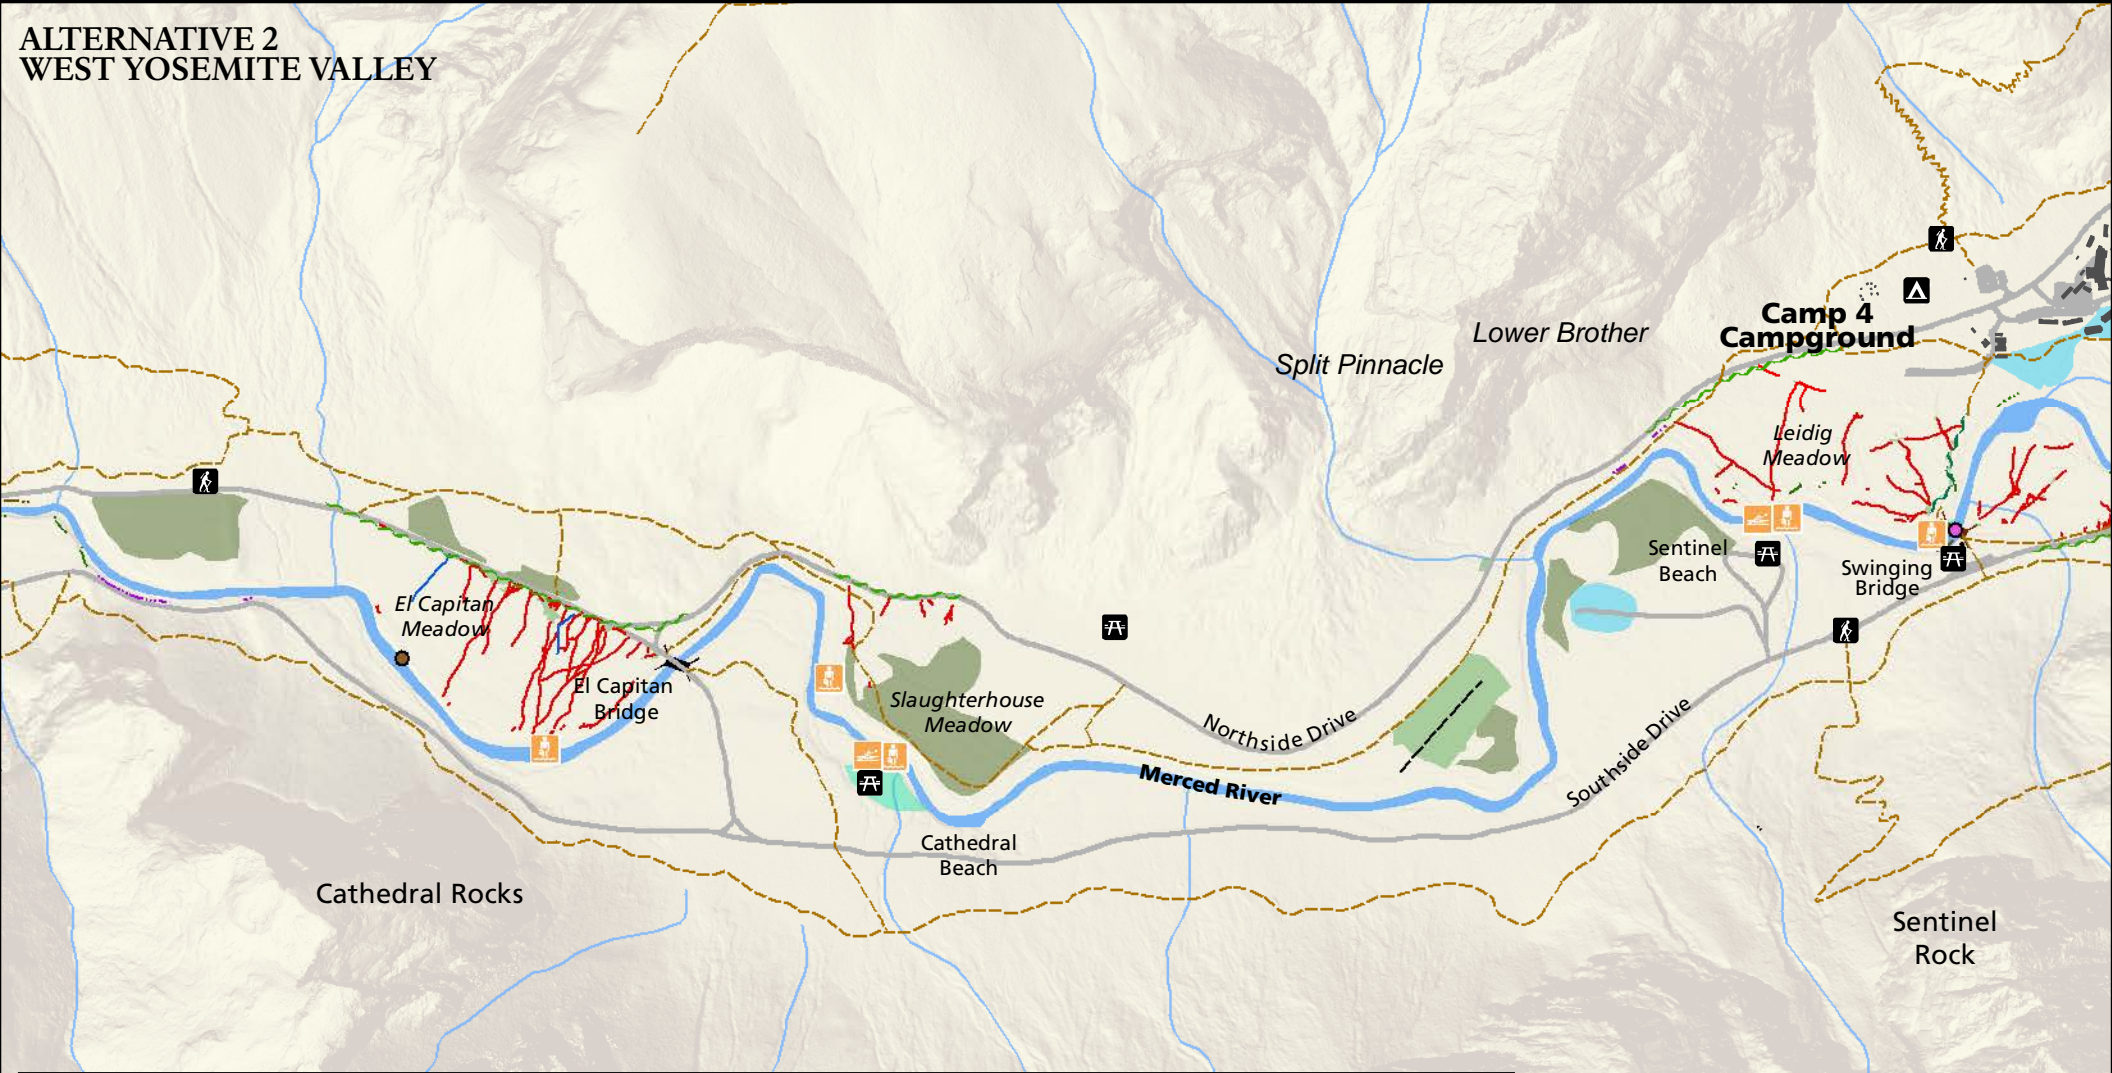 ALTERNATIVE 2
WEST YOSEMITE VALLEY
Lower Brother
Split Pinnacle
Camp 4
Campground
Leidig
Meadow
Sentinel
Beach
Swinging
Bridge
El Capitan
Meadow
El Capitan
Bridge
Slaughterhouse
Meadow
Northside Drive
Southside Drive
Merced River
Cathedral
Beach
Cathedral Rocks
Sentinel
Rock